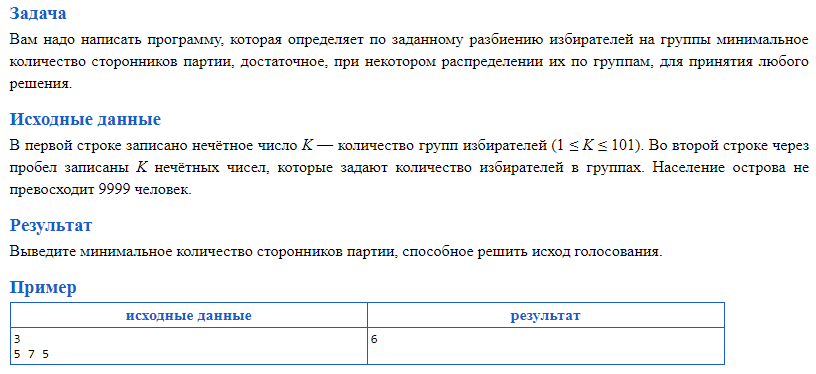 Задача
Вам надо написать программу, которая определяет по заданному разбиению избирателей на группы минимальное
количество сторонников партии, достаточное, при некотором распределении их по группам, для принятия любого
решения.
Исходные данные
В первой строке записано нечётное число K — количество групп избирателей (1 ≤ K ≤ 101). Во второй строке через
пробел записаны K нечётных чисел, которые задают количество избирателей в группах. Население острова не
превосходит 9999 человек.
Результат
Выведите минимальное количество сторонников партии, способное решить исход голосования.
Пример
исходные данные результат
3 6
5 7 5